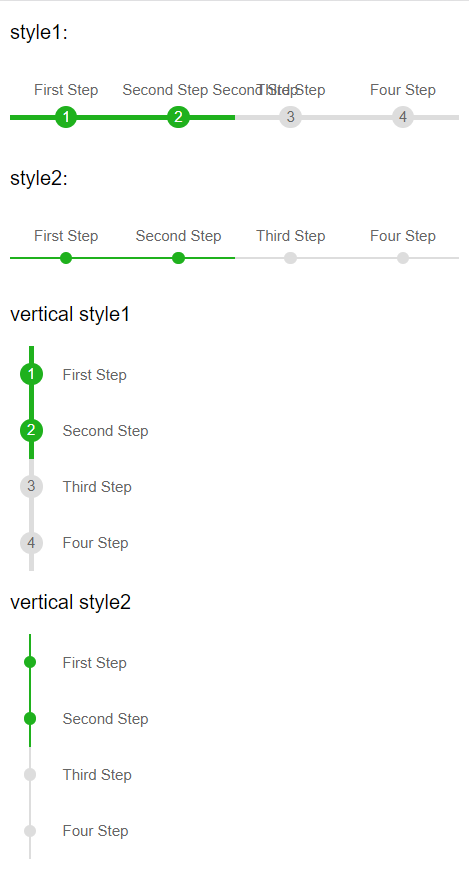 style1:
First Step Second Step Second Step Third Step Four Step
1 2 3 4
style2:
First Step Second Step Third Step Four Step
vertical style1
1 First Step
2 Second Step
3 Third Step
4 Four Step
vertical style2
First Step
Second Step
Third Step
Four Step